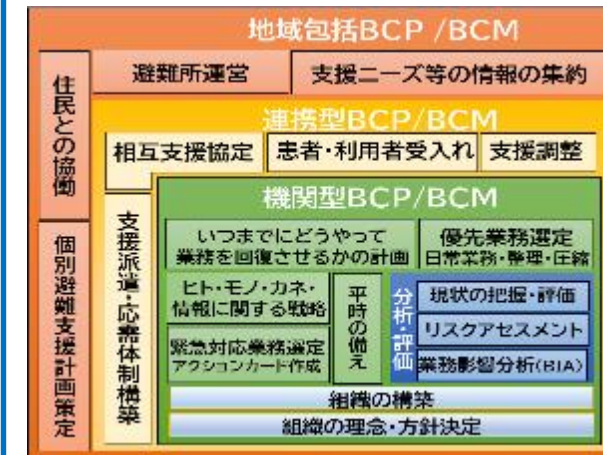 地域包括BCP /BCM
住民との協働
避難所運営
支援ニーズ等の情報の集約
連携型BCP/BCM
相互支援協定
患者・利用者受入れ
支援調整
機関型BCP/BCM
個別避難支援計画策定
支援派遣・応需体制構築
いつまでにどうやって
業務を回復させるかの計画
優先業務選定
日常業務・整理・圧縮
ヒト・モノ・カネ・
情報に関する戦略
平時の備え
分析・評価
現状の把握・評価
リスクアセスメント
緊急対応業務選定
アクションカード作成
業務影響分析(BIA)
組織の構築
組織の理念・方針決定